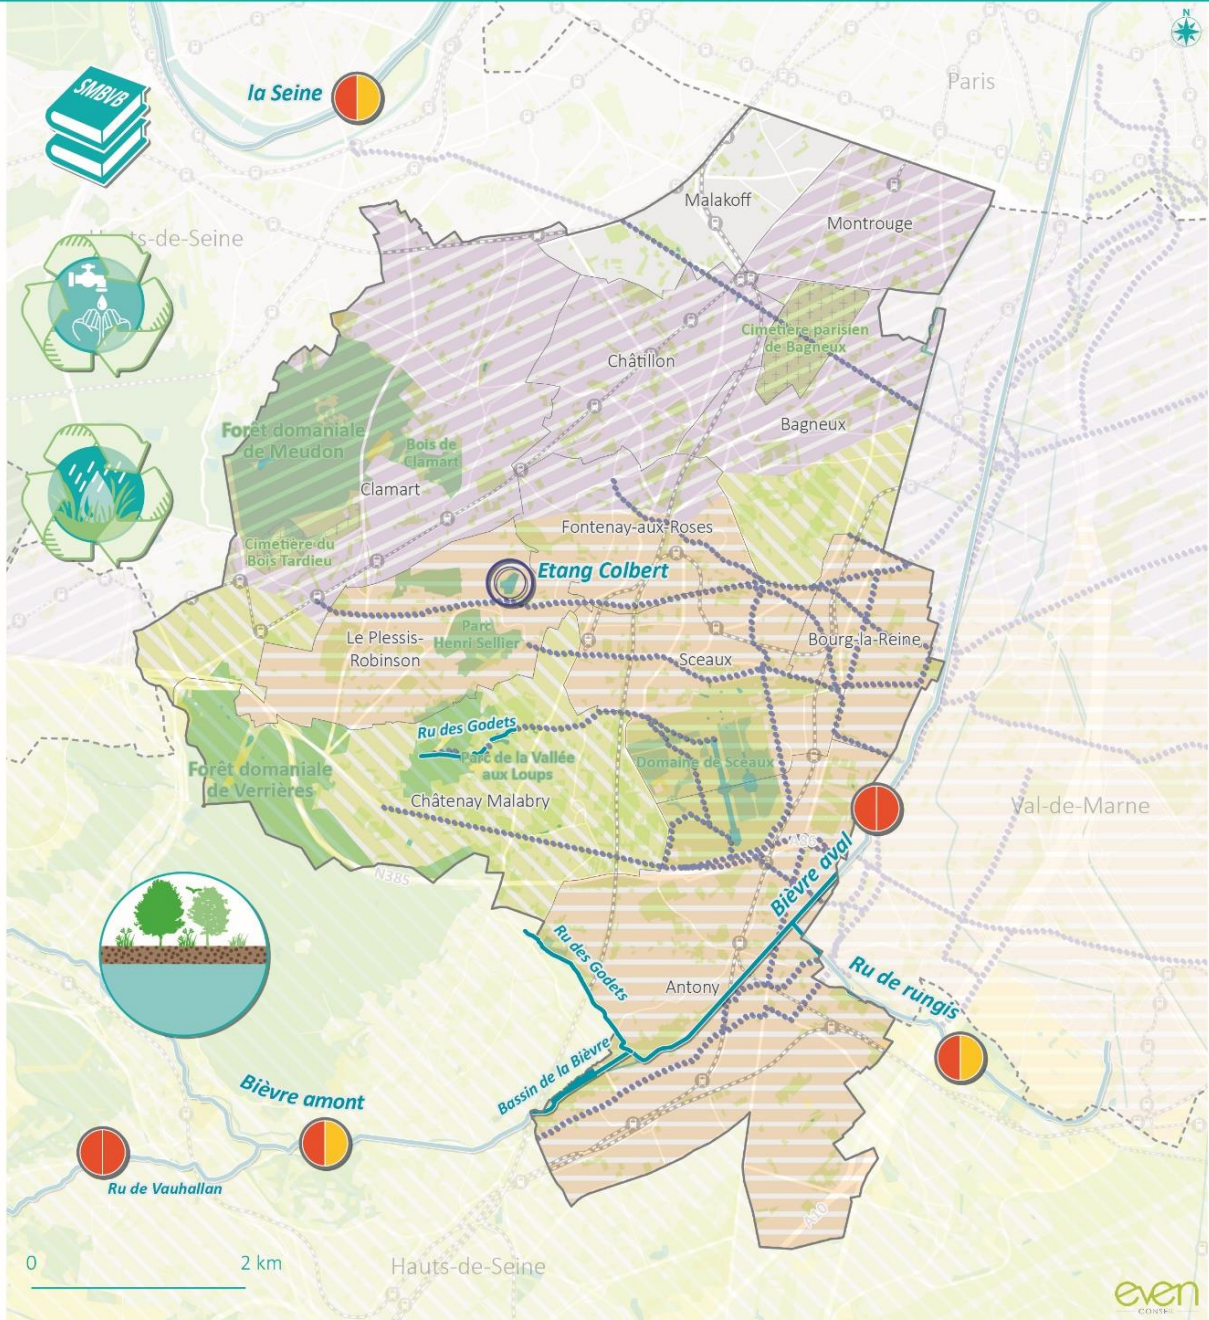 N
Paris
SMBVB
la Seine
Malakoff
Montrouge
Hauts-de-Seine
Cimetière parisien
de Bagneux
Châtillon
Bagneux
Forêt domaniale
de Meudon
Bois de
Clamart
Clamart
Fontenay-aux-Roses
Cimetière du
Bois Tardieu
Etang Colbert
Le Plessis-
Robinson
Parc
Henri Sellier
Sceaux
Bourg-la-Reine
Ru des Godets
Parc de la Vallée
aux Loups
Domaine de Sceaux
Forêt domaniale
de Verrières
Châtenay Malabry
Val-de-Marne
A86
N385
Bièvre aval
Ru des Godets
Antony
Ru de rungis
Bassin de la Bièvre
Bièvre amont
Ru de Vauhallan
A10
0
2 km
Hauts-de-Seine
even
CONSEIL